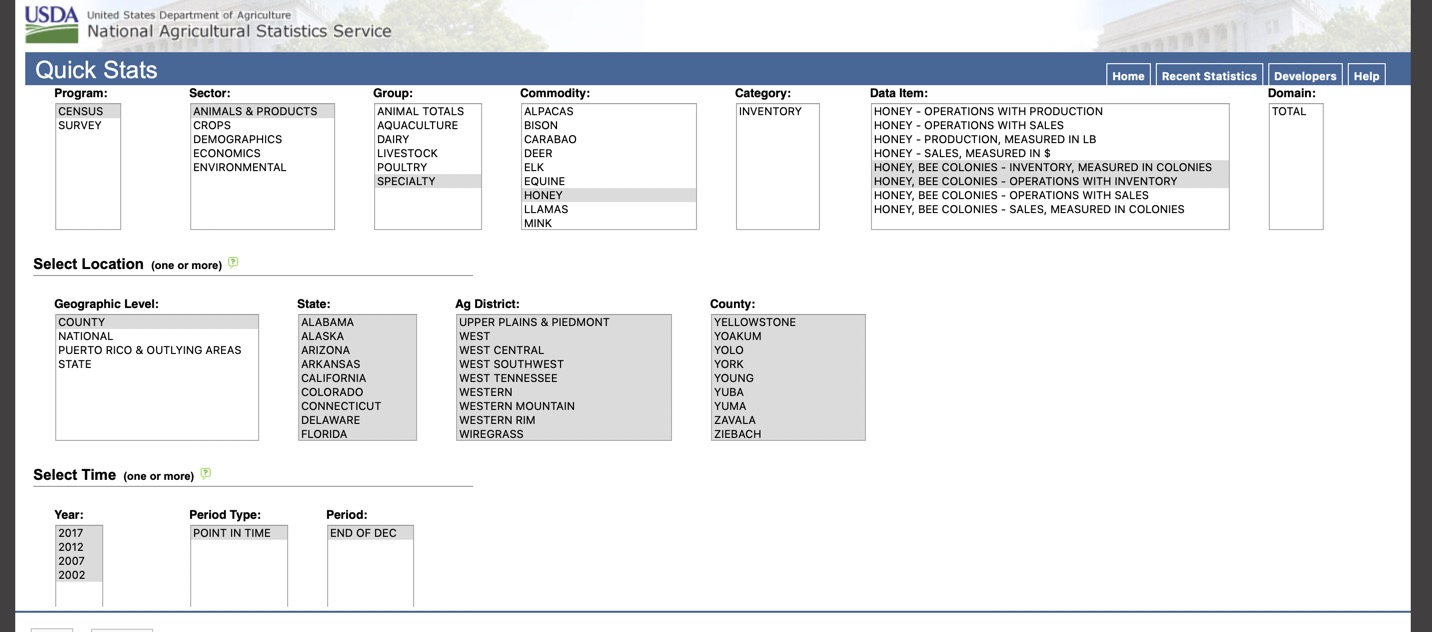 USDA United States Department of Agriculture
National Agricultural Statistics Service
Quick Stats
Home Recent Statistics Developers Help
Program: Sector: Group: Commodity: Category: Data Item: Domain:
CENSUS ANIMALS & PRODUCTS ANIMAL TOTALS ALPACAS INVENTORY HONEY - OPERATIONS WITH PRODUCTION TOTAL
SURVEY CROPS AQUACULTURE BISON HONEY - OPERATIONS WITH SALES
DEMOGRAPHICS DAIRY CARABAO HONEY - PRODUCTION, MEASURED IN LB
ECONOMICS LIVESTOCK DEER HONEY - SALES, MEASURED IN $
ENVIRONMENTAL POULTRY ELK HONEY, BEE COLONIES - INVENTORY, MEASURED IN COLONIES
SPECIALTY EQUINE HONEY, BEE COLONIES - OPERATIONS WITH INVENTORY
HONEY HONEY, BEE COLONIES - OPERATIONS WITH SALES
LLAMAS HONEY, BEE COLONIES - SALES, MEASURED IN COLONIES
MINK
Select Location (one or more) ?
Geographic Level: State: Ag District: County:
COUNTY ALABAMA UPPER PLAINS & PIEDMONT YELLOWSTONE
NATIONAL ALASKA WEST YOAKUM
PUERTO RICO & OUTLYING AREAS ARIZONA WEST CENTRAL YOLO
STATE ARKANSAS WEST SOUTHWEST YORK
CALIFORNIA WEST TENNESSEE YOUNG
COLORADO WESTERN YUBA
CONNECTICUT WESTERN MOUNTAIN YUMA
DELAWARE WESTERN RIM ZAVALA
FLORIDA WIREGRASS ZIEBACH
Select Time (one or more) ?
Year: Period Type: Period:
2017 POINT IN TIME END OF DEC
2012
2007
2002